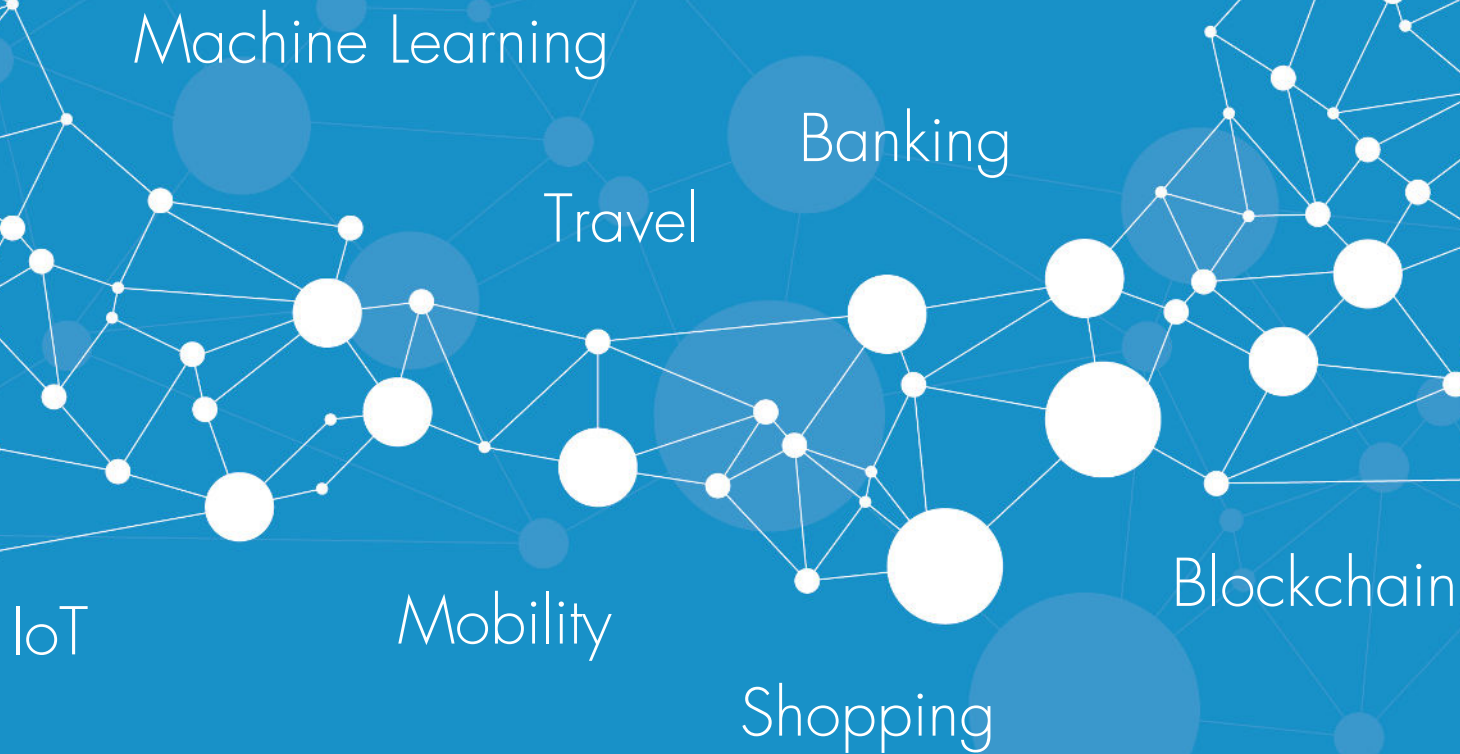 Machine Learning
Banking
Travel
Blockchain
IoT
Mobility
Shopping